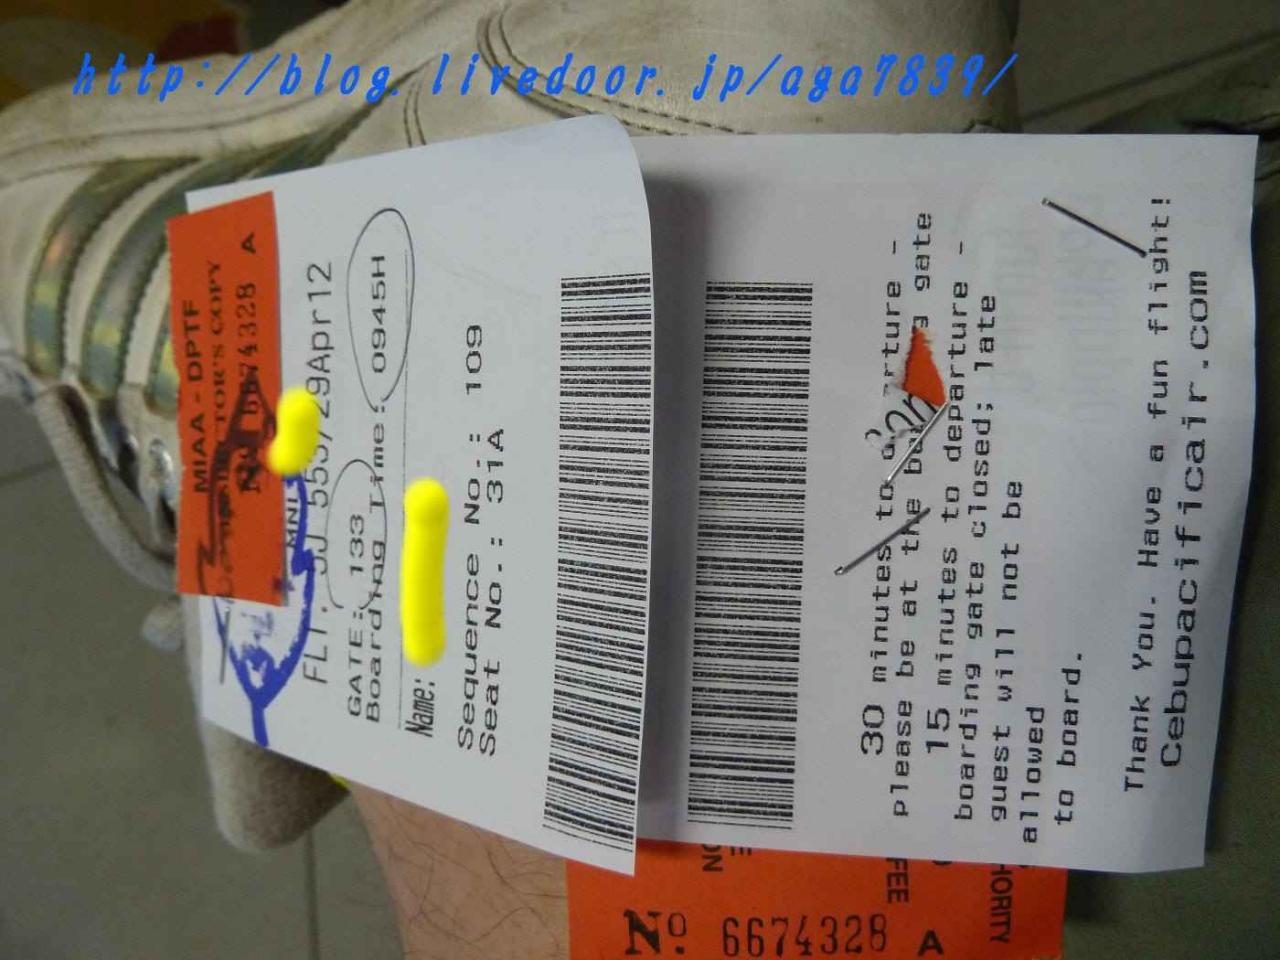 http://blog.livedoor.jp/aga7839/
MIAA-DPTF
No 6674328 A
MNL
FLT. 5J 553/29Apr12
GATE: 133
Boarding Time: 0945H
Name:
Sequence No.: 109
Seat No.: 31A
30 minutes to departure -
please be at the gate
15 minutes to departure -
boarding gate closed; late
guest will not be
allowed
to board.
Thank You. Have a fun flight!
Cebupacificair.com
FEE
HORITY
No. 6674328 A